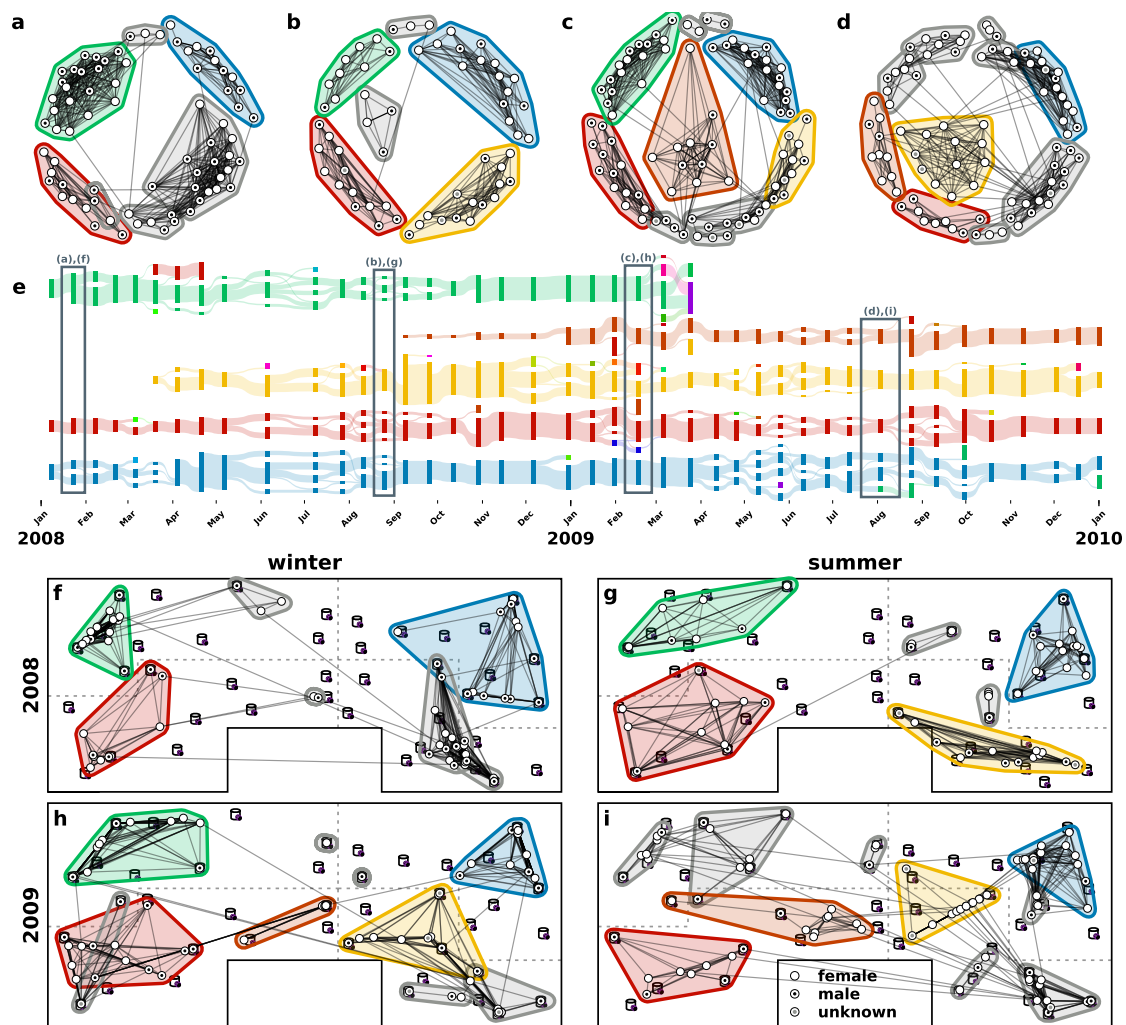 a b c d
(a),(f) (b),(g) (c),(h) (d),(i)
e
Jan Feb Mar Apr May Jun Jul Aug Sep Oct Nov Dec Jan Feb Mar Apr May Jun Jul Aug Sep Oct Nov Dec Jan
2008 2009 2010
winter summer
f g
2008
h i
2009
female
male
unknown